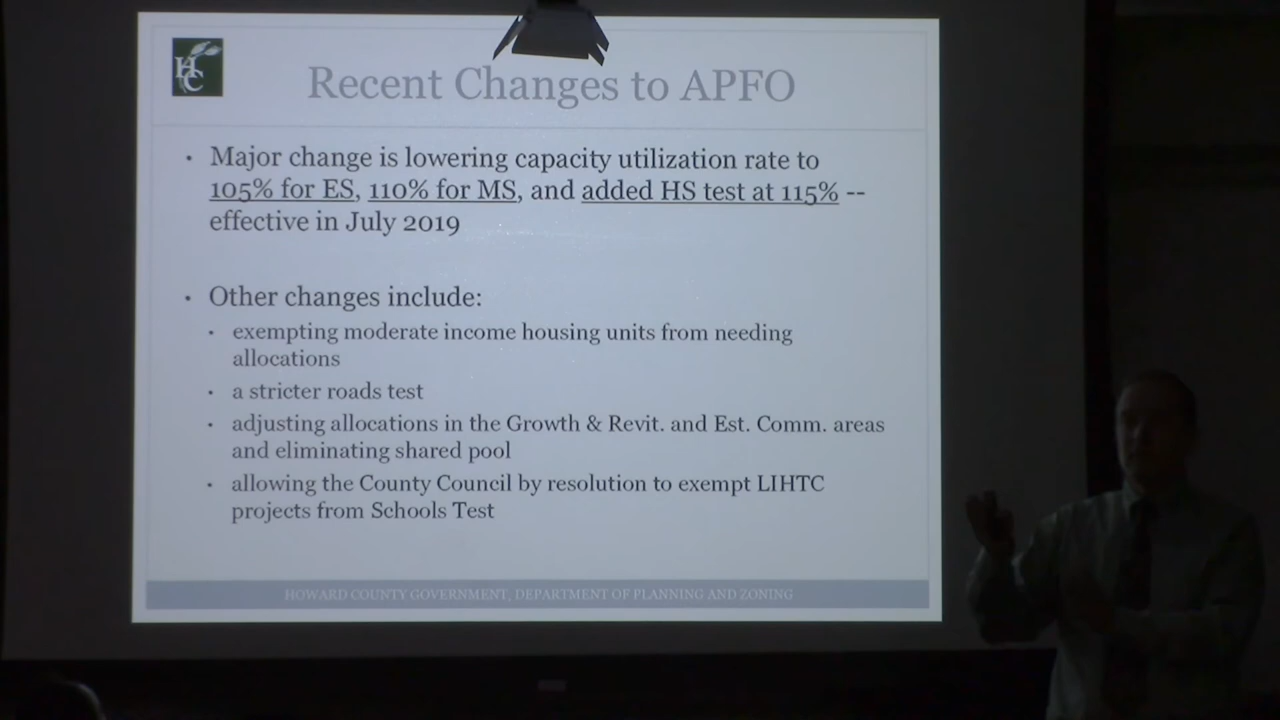 HC
Recent Changes to APFO
• Major change is lowering capacity utilization rate to
105% for ES, 110% for MS, and added HS test at 115% --
effective in July 2019
• Other changes include:
• exempting moderate income housing units from needing
allocations
• a stricter roads test
• adjusting allocations in the Growth & Revit. and Est. Comm. areas
and eliminating shared pool
• allowing the County Council by resolution to exempt LIHTC
projects from Schools Test
HOWARD COUNTY GOVERNMENT, DEPARTMENT OF PLANNING AND ZONING